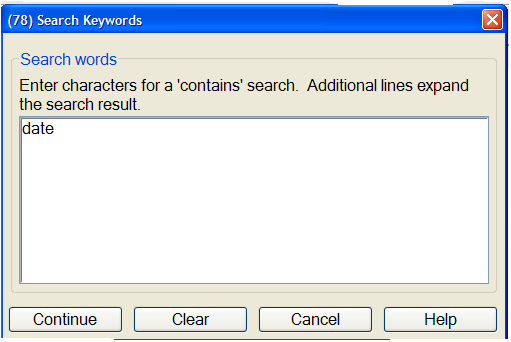 (78) Search Keywords
Search words
Enter characters for a 'contains' search.  Additional lines expand
the search result.
date
Continue
Clear
Cancel
Help